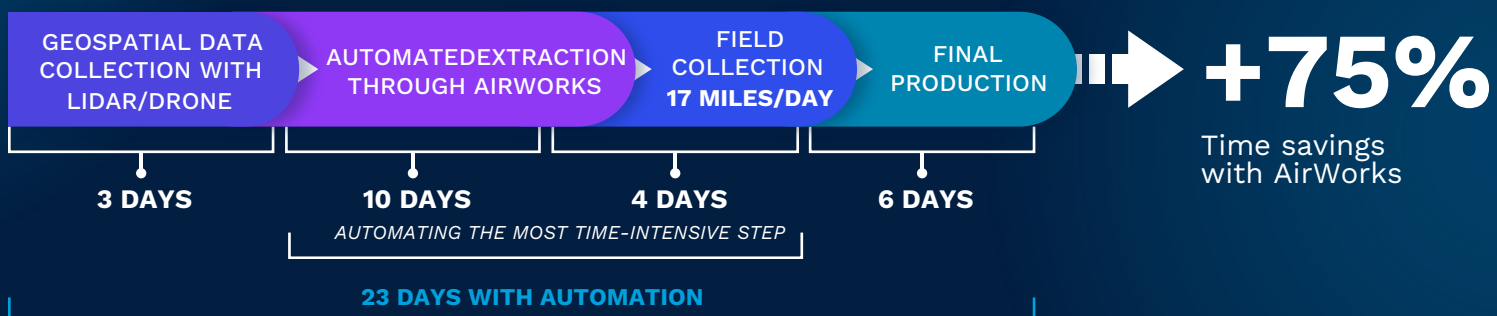 GEOSPATIAL DATA
COLLECTION WITH
LIDAR/DRONE
AUTOMATEDEXTRACTION
THROUGH AIRWORKS
FIELD
COLLECTION
17 MILES/DAY
FINAL
PRODUCTION
+75%
Time savings
with AirWorks
3 DAYS
10 DAYS
4 DAYS
6 DAYS
AUTOMATING THE MOST TIME-INTENSIVE STEP
23 DAYS WITH AUTOMATION